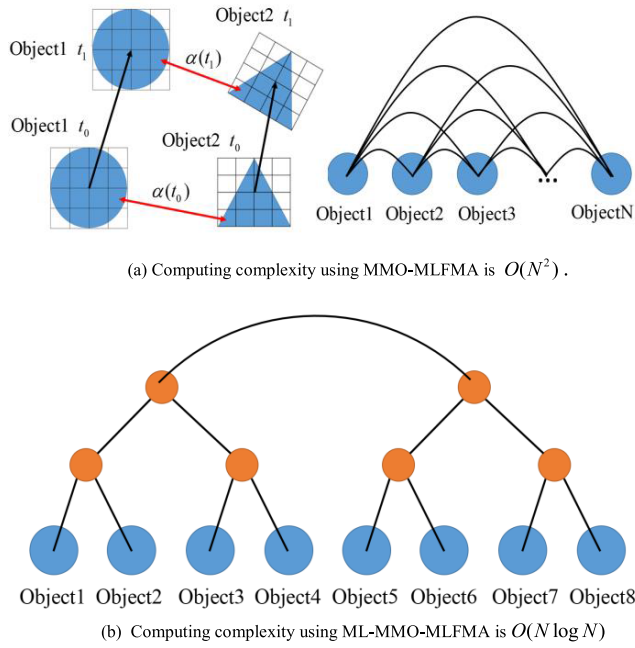 Object1 t₁
α(t₁)
Object2 t₁
Object1 t₀
α(t₀)
Object2 t₀
Object1 Object2 Object3 ... ObjectN
(a) Computing complexity using MMO-MLFMA is O(N²) .
Object1 Object2 Object3 Object4 Object5 Object6 Object7 Object8
(b) Computing complexity using ML-MMO-MLFMA is O(N log N)